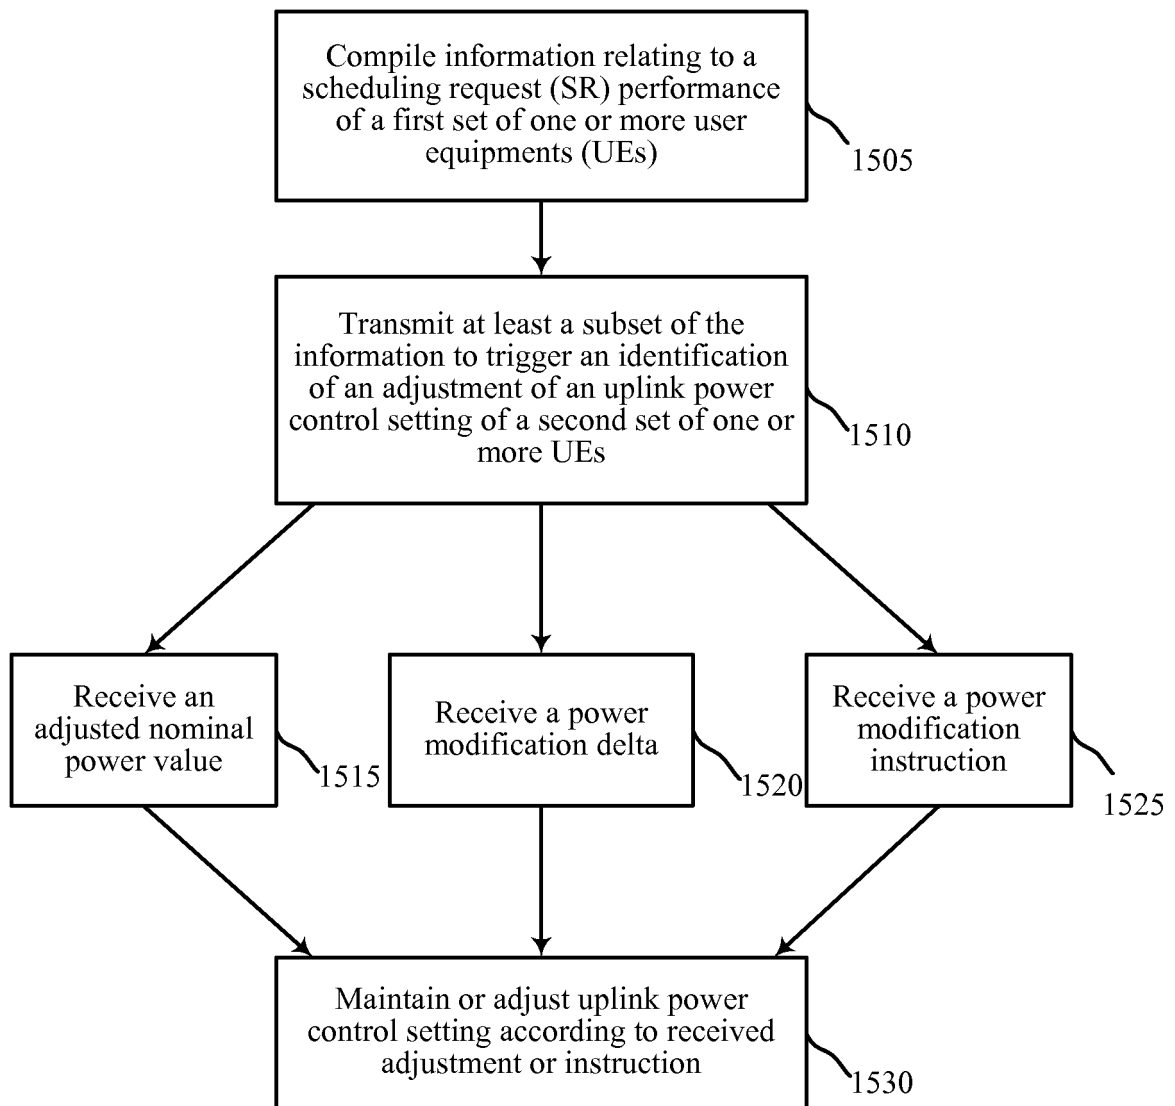 Compile information relating to a
scheduling request (SR) performance
of a first set of one or more user
equipments (UEs)
1505
Transmit at least a subset of the
information to trigger an identification
of an adjustment of an uplink power
control setting of a second set of one or
more UEs
1510
Receive an
adjusted nominal
power value
1515
Receive a power
modification delta
1520
Receive a power
modification
instruction
1525
Maintain or adjust uplink power
control setting according to received
adjustment or instruction
1530